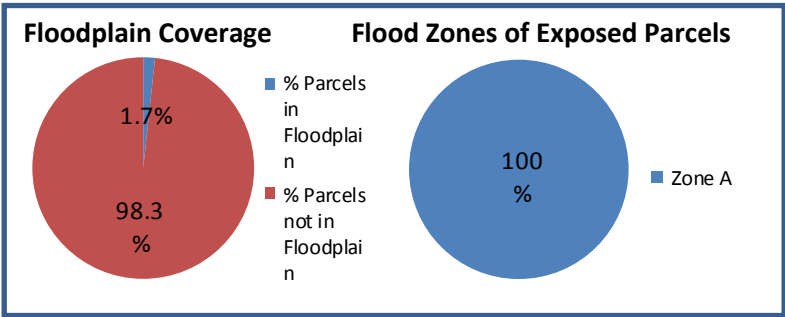 Floodplain Coverage
1.7%
98.3
%
% Parcels
in
Floodplai
n
% Parcels
not in
Floodplai
n
Flood Zones of Exposed Parcels
100
%
Zone A